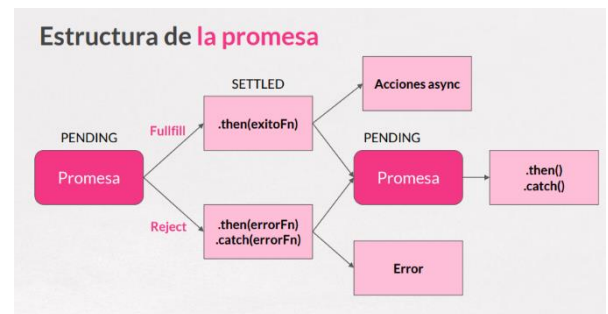 Estructura de la promesa
SETTLED
Acciones async
PENDING
Fullfill
.then(exitoFn)
PENDING
Promesa
Promesa
.then()
.catch()
Reject
.then(errorFn)
.catch(errorFn)
Error